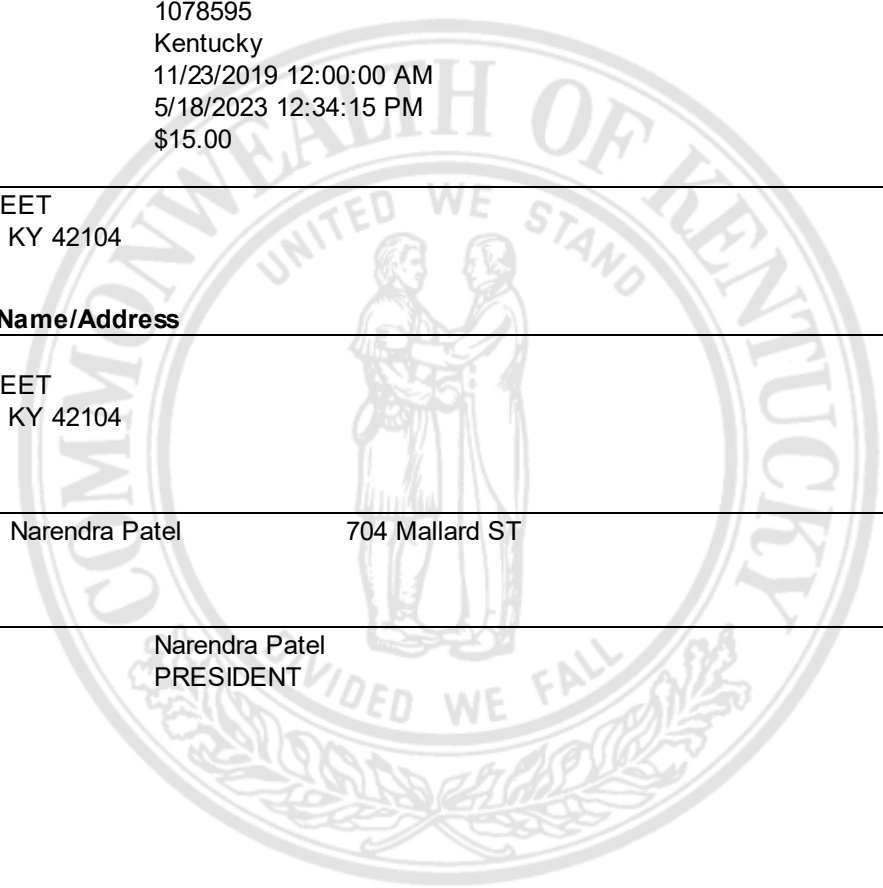 1078595
Kentucky
11/23/2019 12:00:00 AM
5/18/2023 12:34:15 PM
$15.00
EET
KY 42104
Name/Address
EET
KY 42104
Narendra Patel 704 Mallard ST
Narendra Patel
PRESIDENT
COMMONWEALTH OF KENTUCKY
UNITED WE STAND
DIVIDED WE FALL